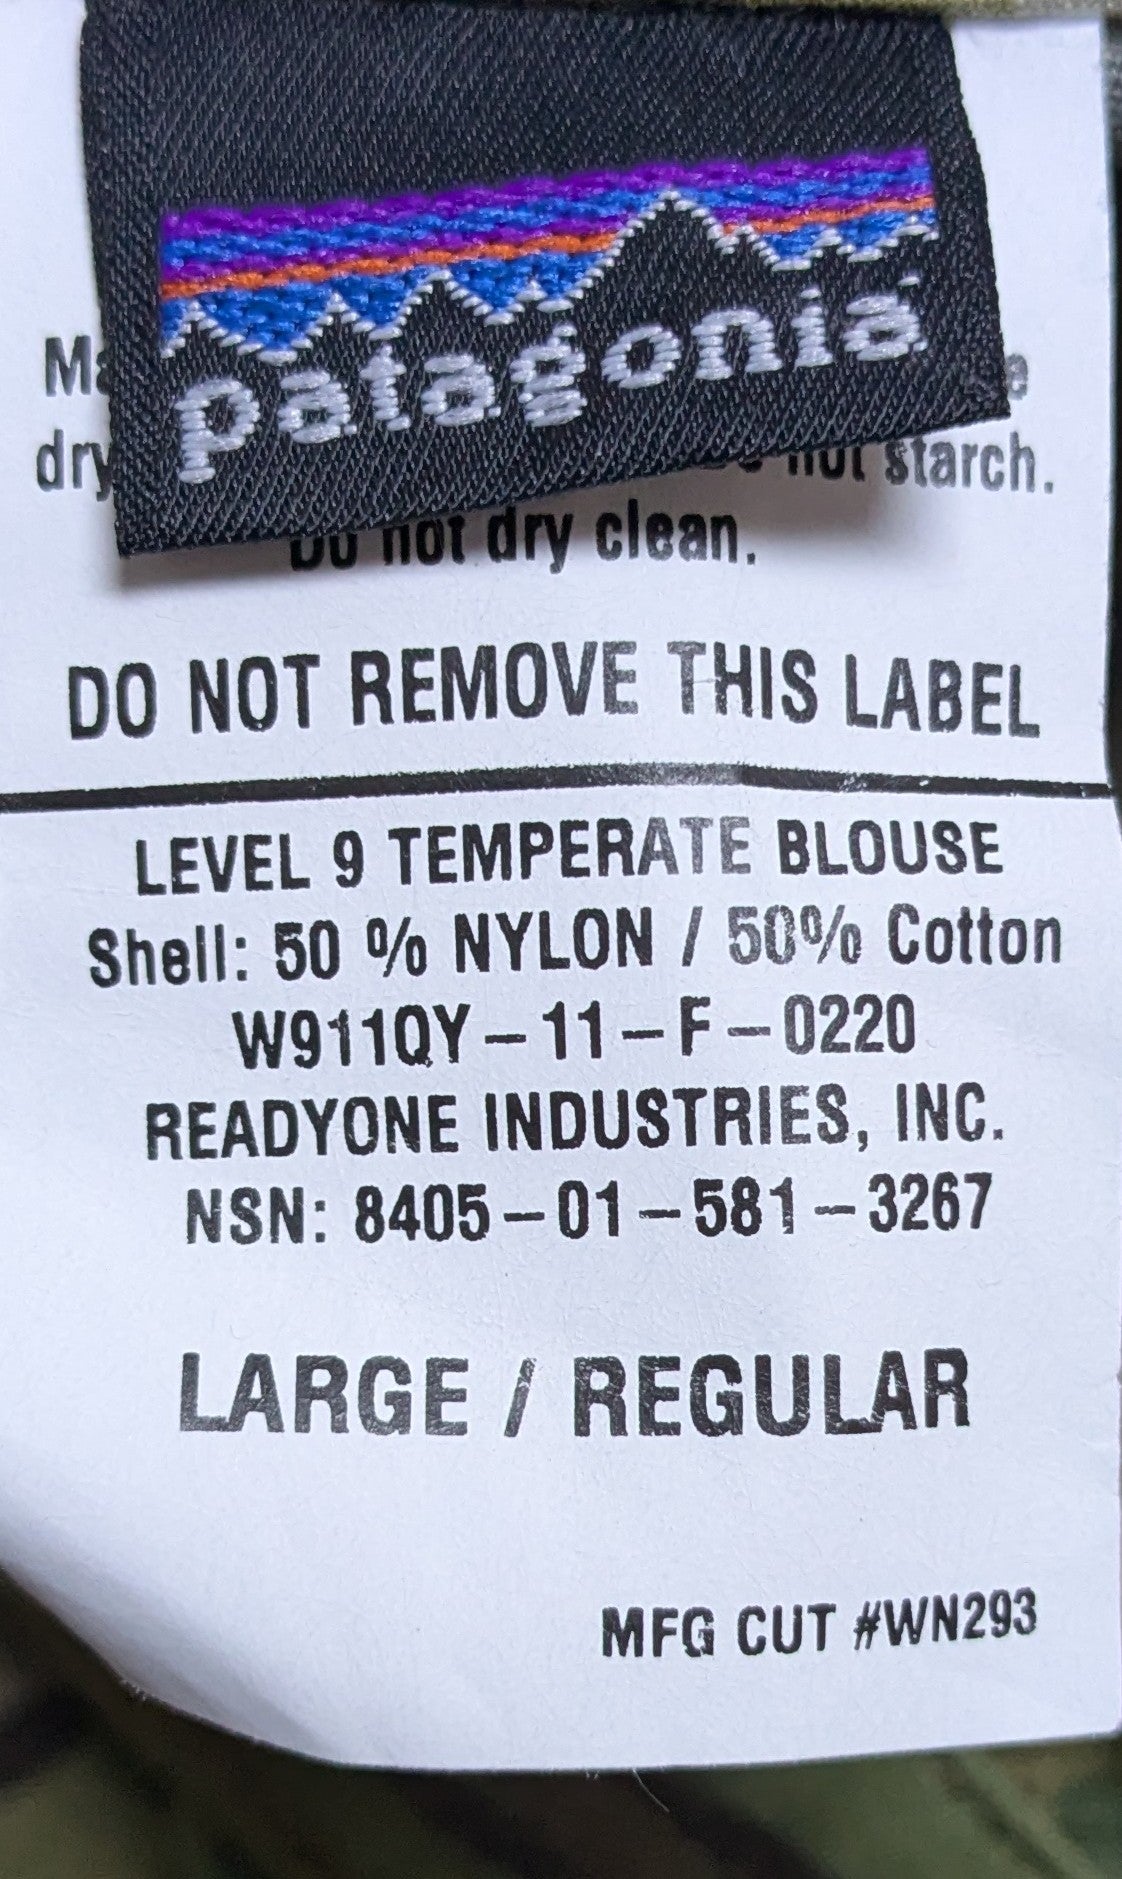 patagonia
dry starch.
not dry clean.
DO NOT REMOVE THIS LABEL
LEVEL 9 TEMPERATE BLOUSE
Shell: 50 % NYLON / 50% Cotton
W911QY-11-F-0220
READYONE INDUSTRIES, INC.
NSN: 8405-01-581-3267
LARGE / REGULAR
MFG CUT #WN293